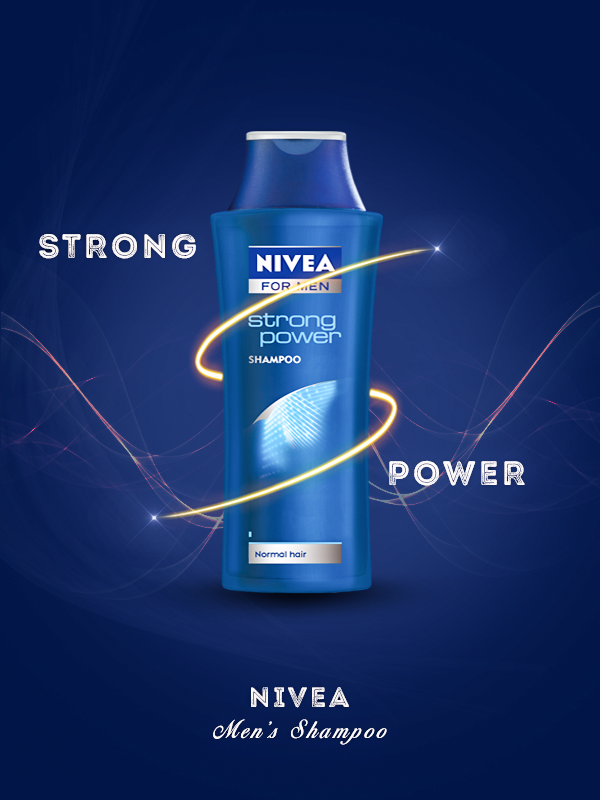 STRONG
NIVEA
FOR MEN
strong
power
SHAMPOO
POWER
Normal hair
NIVEA
Men's Shampoo